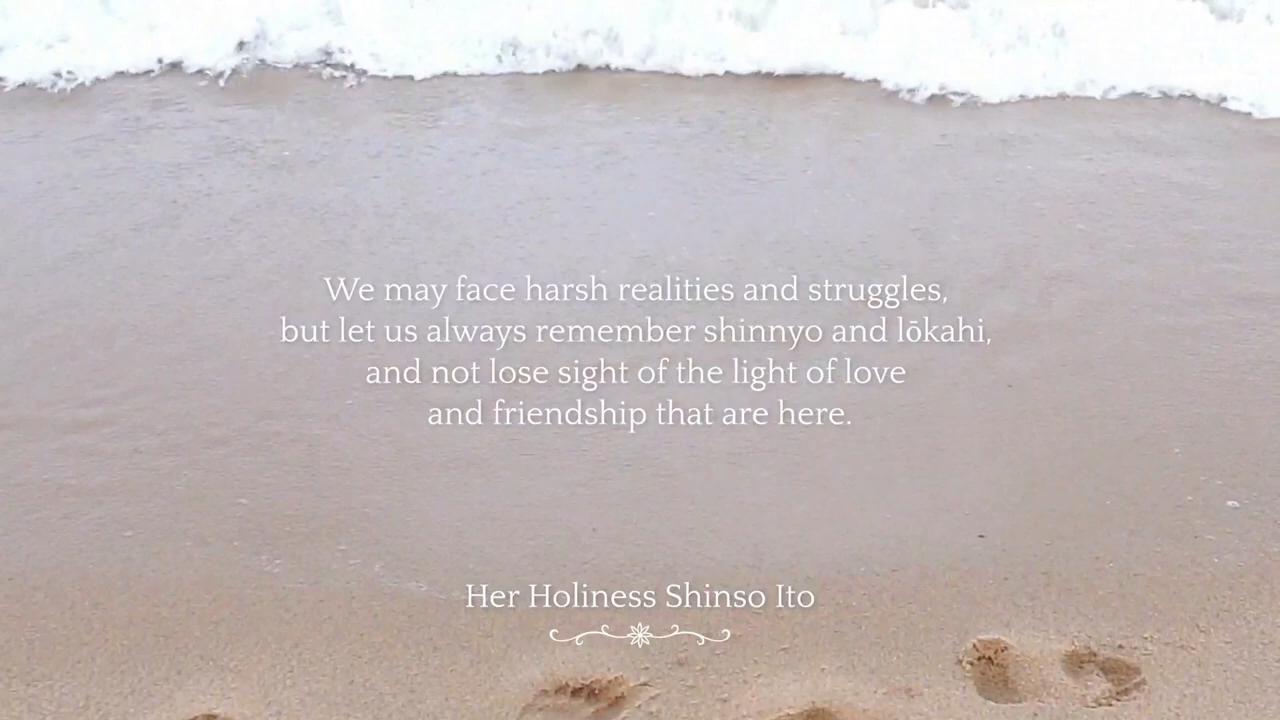 We may face harsh realities and struggles,
but let us always remember shinnyo and lōkahi,
and not lose sight of the light of love
and friendship that are here.
Her Holiness Shinso Ito